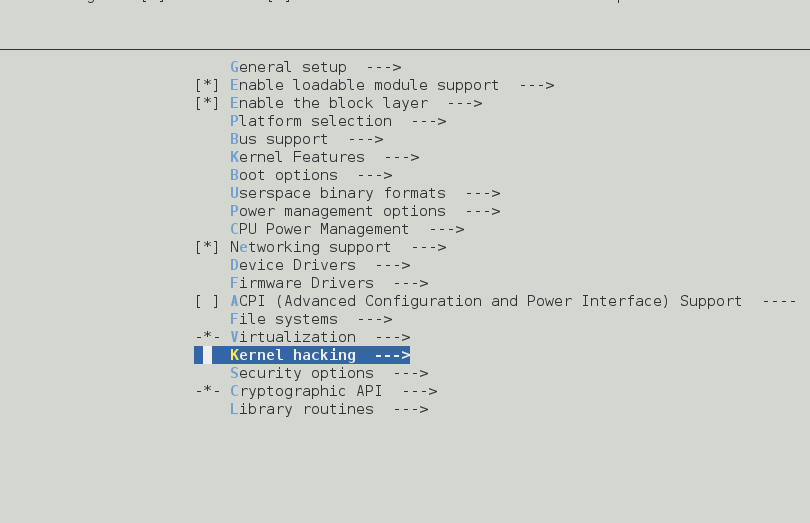 General setup  --->
[*] Enable loadable module support  --->
[*] Enable the block layer  --->
Platform selection  --->
Bus support  --->
Kernel Features  --->
Boot options  --->
Userspace binary formats  --->
Power management options  --->
CPU Power Management  --->
[*] Networking support  --->
Device Drivers  --->
Firmware Drivers  --->
[ ] ACPI (Advanced Configuration and Power Interface) Support  ----
File systems  --->
-*- Virtualization  --->
Kernel hacking  --->
Security options  --->
-*- Cryptographic API  --->
Library routines  --->